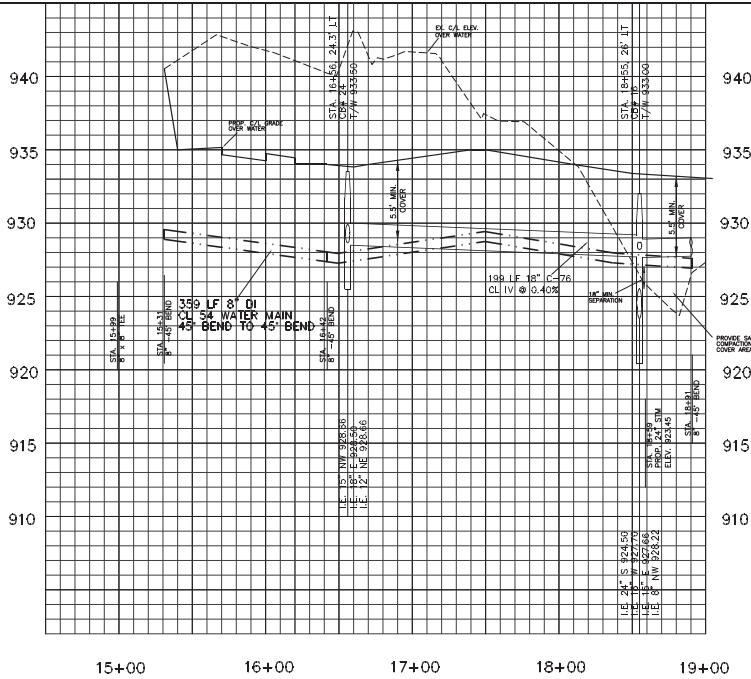 940
935
930
925
920
915
910
EX. C/L ELEV.
OVER WATER
STA. 16+56, 24.3' LT
CB# 24
T/W 933.50
STA. 18+55, 26' LT
CB# 16
T/W 933.00
940
935
930
925
920
915
910
PROP. C/L GRADE
OVER WATER
5.5' MIN.
COVER
5.5' MIN.
COVER
199 LF 18" C-76
CL IV @ 0.40%
18" MIN.
SEPARATION
359 LF 8" DI
CL 54 WATER MAIN
45° BEND TO 45° BEND
STA. 15+99
8" x 8" TEE
STA. 15+31
8" -45° BEND
STA. 16+42
8" -45° BEND
PROVIDE SA
COMPACTION
COVER AREA
STA. 18+91
8" -45° BEND
STA. 18+59
PROP. 24" STM
ELEV. 923.45
I.E. 15" NW 928.66
I.E. 18" E 928.50
I.E. 12" NE 928.66
I.E. 24" S 924.50
I.E. 18" W 927.70
I.E. 15" E 927.66
I.E. 8" NW 928.22
15+00
16+00
17+00
18+00
19+00